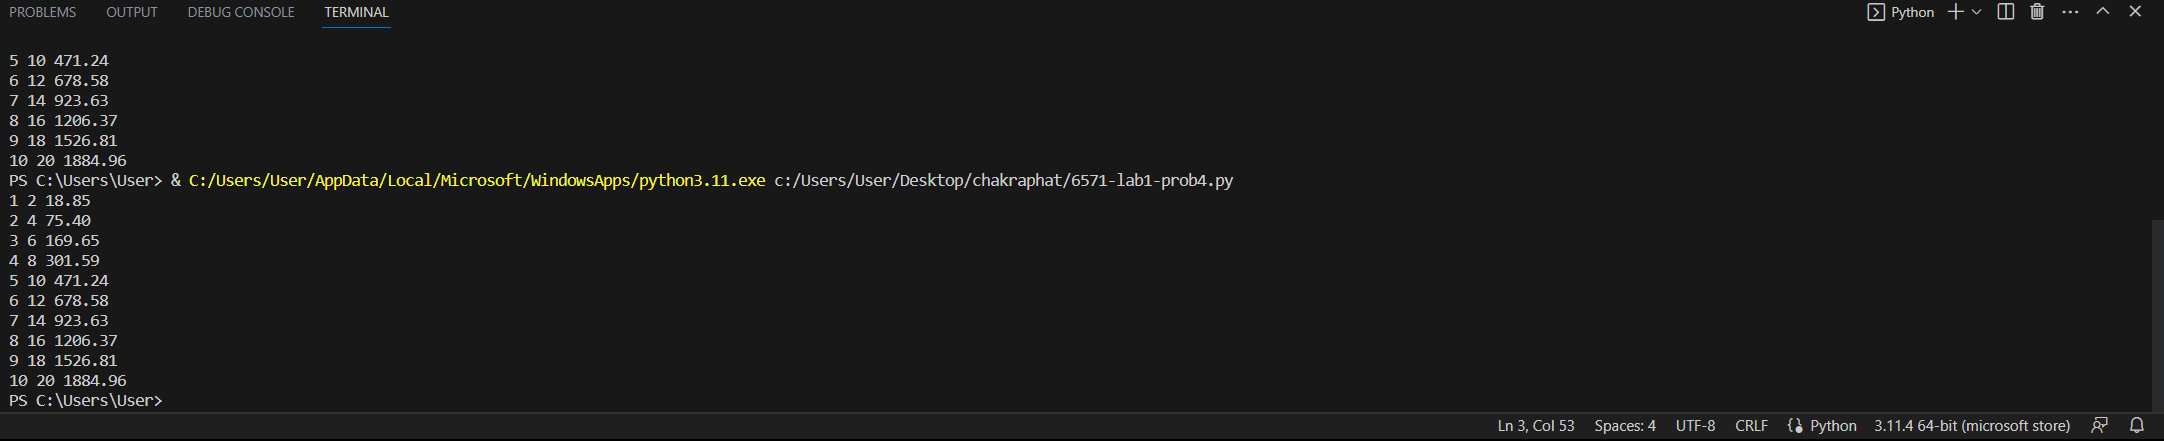 PROBLEMS OUTPUT DEBUG CONSOLE TERMINAL Python
5 10 471.24
6 12 678.58
7 14 923.63
8 16 1206.37
9 18 1526.81
10 20 1884.96
PS C:\Users\User> & C:/Users/User/AppData/Local/Microsoft/WindowsApps/python3.11.exe c:/Users/User/Desktop/chakraphat/6571-lab1-prob4.py
1 2 18.85
2 4 75.40
3 6 169.65
4 8 301.59
5 10 471.24
6 12 678.58
7 14 923.63
8 16 1206.37
9 18 1526.81
10 20 1884.96
PS C:\Users\User>
Ln 3, Col 53 Spaces: 4 UTF-8 CRLF Python 3.11.4 64-bit (microsoft store)